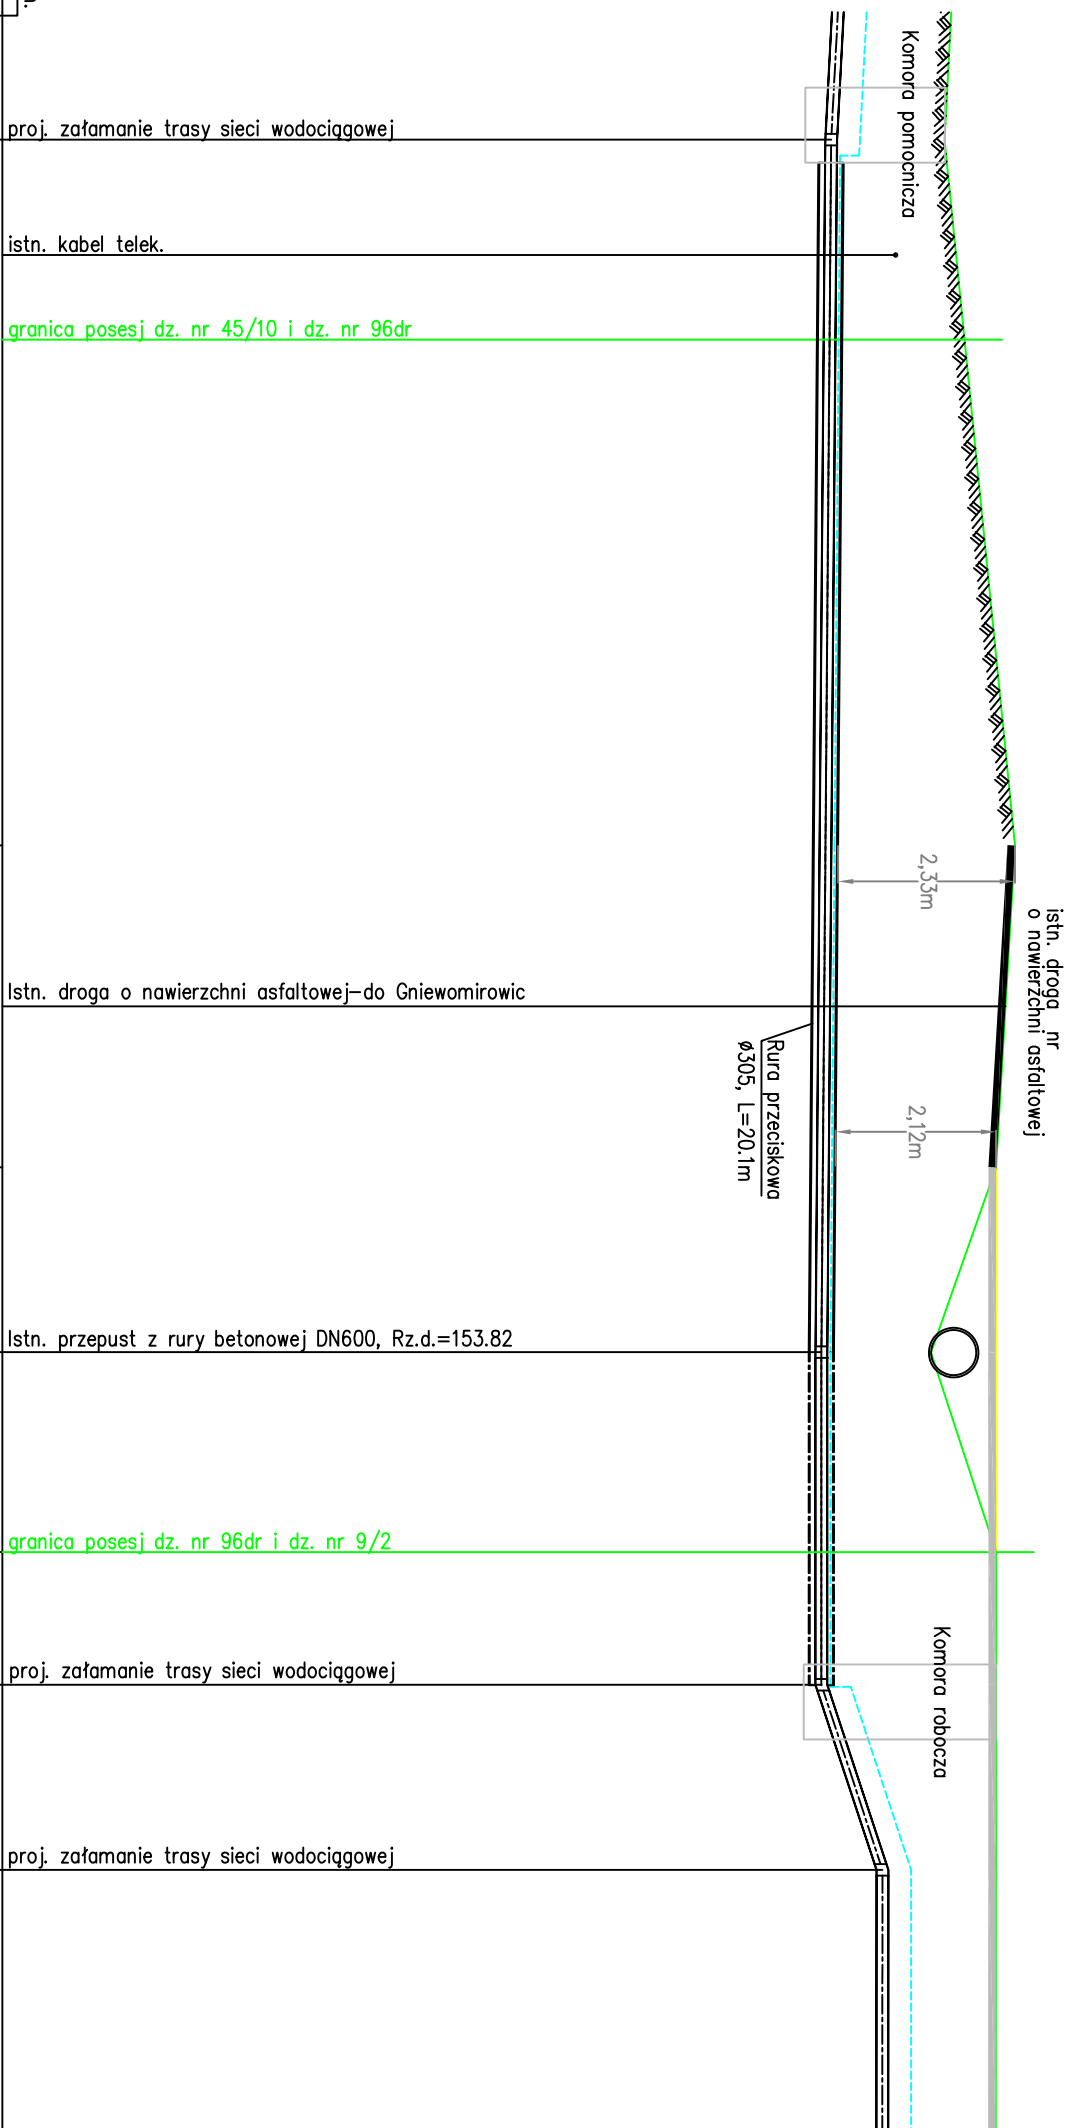 Komora pomocnicza
proj. załamanie trasy sieci wodociągowej
istn. kabel telek.
granica posesj dz. nr 45/10 i dz. nr 96dr
2,33m
istn. droga nr
o nawierzchni asfaltowej
Istn. droga o nawierzchni asfaltowej-do Gniewomirowic
Rura przeciskowa
ø305, L=20.1m
2,12m
Istn. przepust z rury betonowej DN600, Rz.d.=153.82
granica posesj dz. nr 96dr i dz. nr 9/2
Komora robocza
proj. załamanie trasy sieci wodociągowej
proj. załamanie trasy sieci wodociągowej